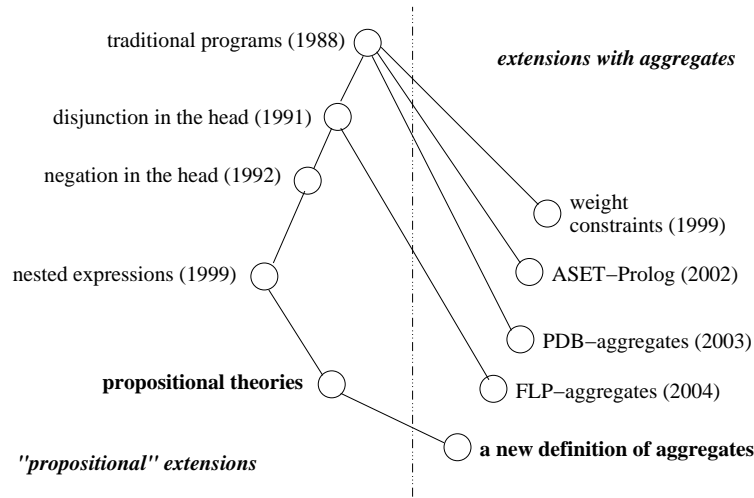 traditional programs (1988)
extensions with aggregates
disjunction in the head (1991)
negation in the head (1992)
weight
constraints (1999)
nested expressions (1999)
ASET−Prolog (2002)
PDB−aggregates (2003)
propositional theories
FLP−aggregates (2004)
a new definition of aggregates
"propositional" extensions